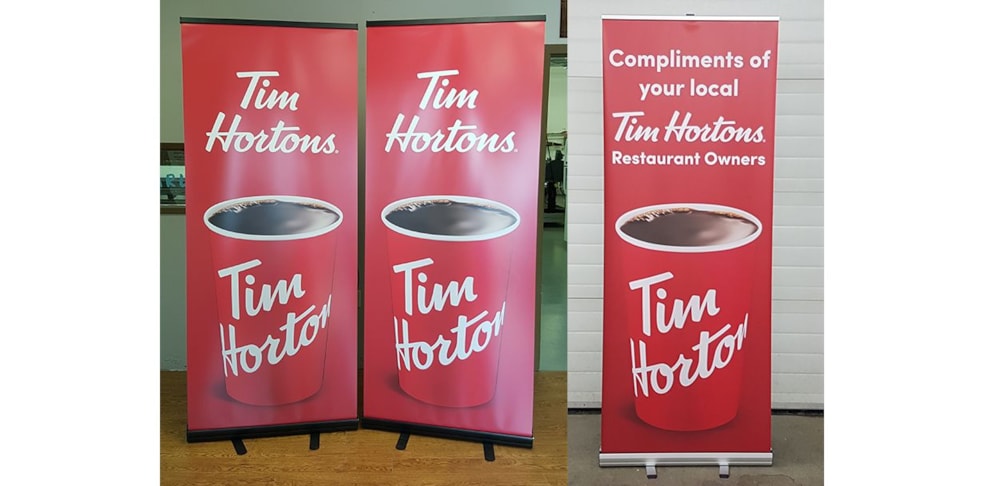 Tim
Hortons®
Tim
Horton
Tim
Hortons®
Tim
Horton
Compliments of
your local
Tim Hortons®
Restaurant Owners
Tim
Horton